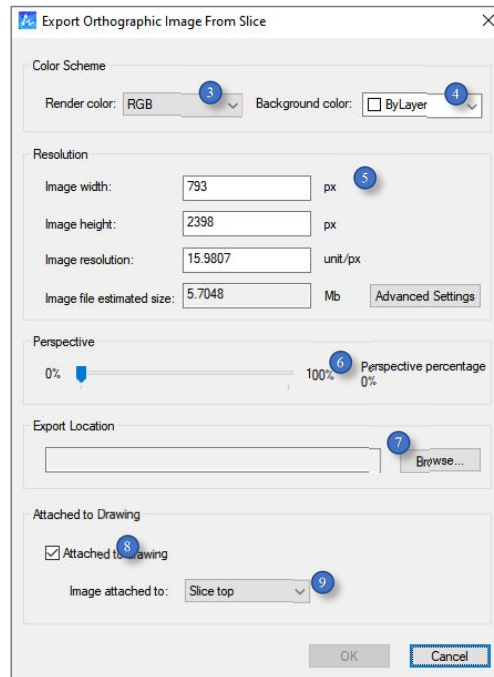 Export Orthographic Image From Slice
Color Scheme
Render color: RGB 3 Background color: ByLayer 4
Resolution
Image width: 793 px 5
Image height: 2398 px
Image resolution: 15.9807 unit/px
Image file estimated size: 5.7048 Mb Advanced Settings
Perspective
0% 100% 6 Perspective percentage
0%
Export Location
7 Browse...
Attached to Drawing
Attached to drawing 8
Image attached to: Slice top 9
OK Cancel